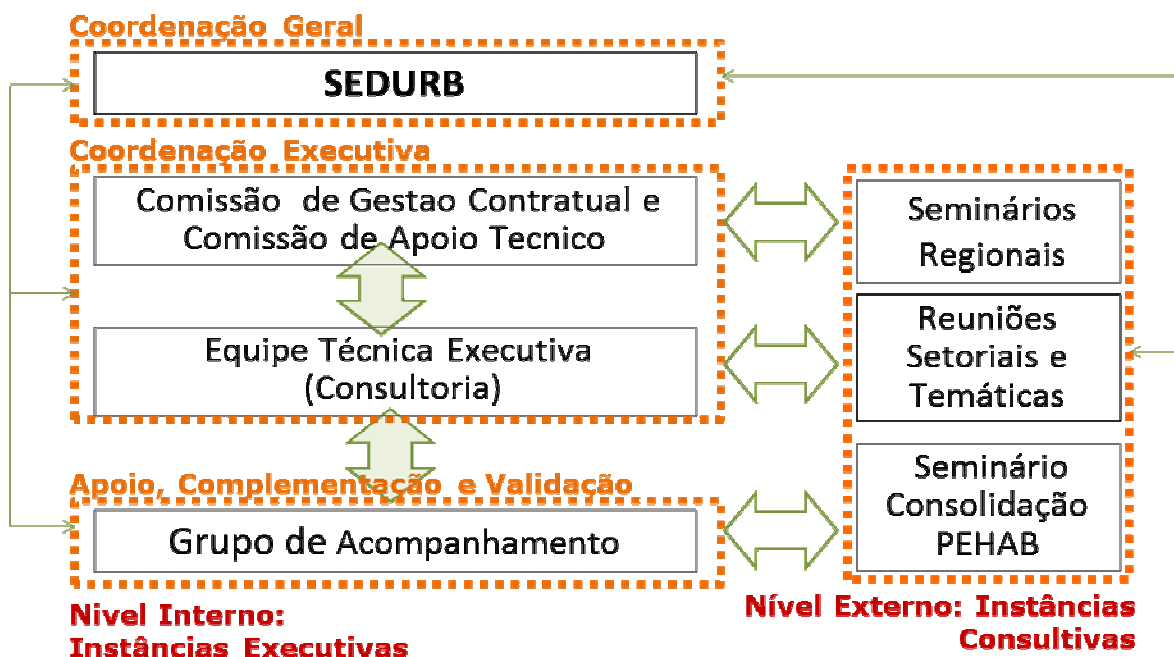 Coordenação Geral
SEDURB
Coordenação Executiva
Comissão de Gestao Contratual e
Comissão de Apoio Tecnico
Equipe Técnica Executiva
(Consultoria)
Apoio, Complementação e Validação
Grupo de Acompanhamento
Nivel Interno:
Instâncias Executivas
Seminários
Regionais
Reuniões
Setoriais e
Temáticas
Seminário
Consolidação
PEHAB
Nível Externo: Instâncias
Consultivas